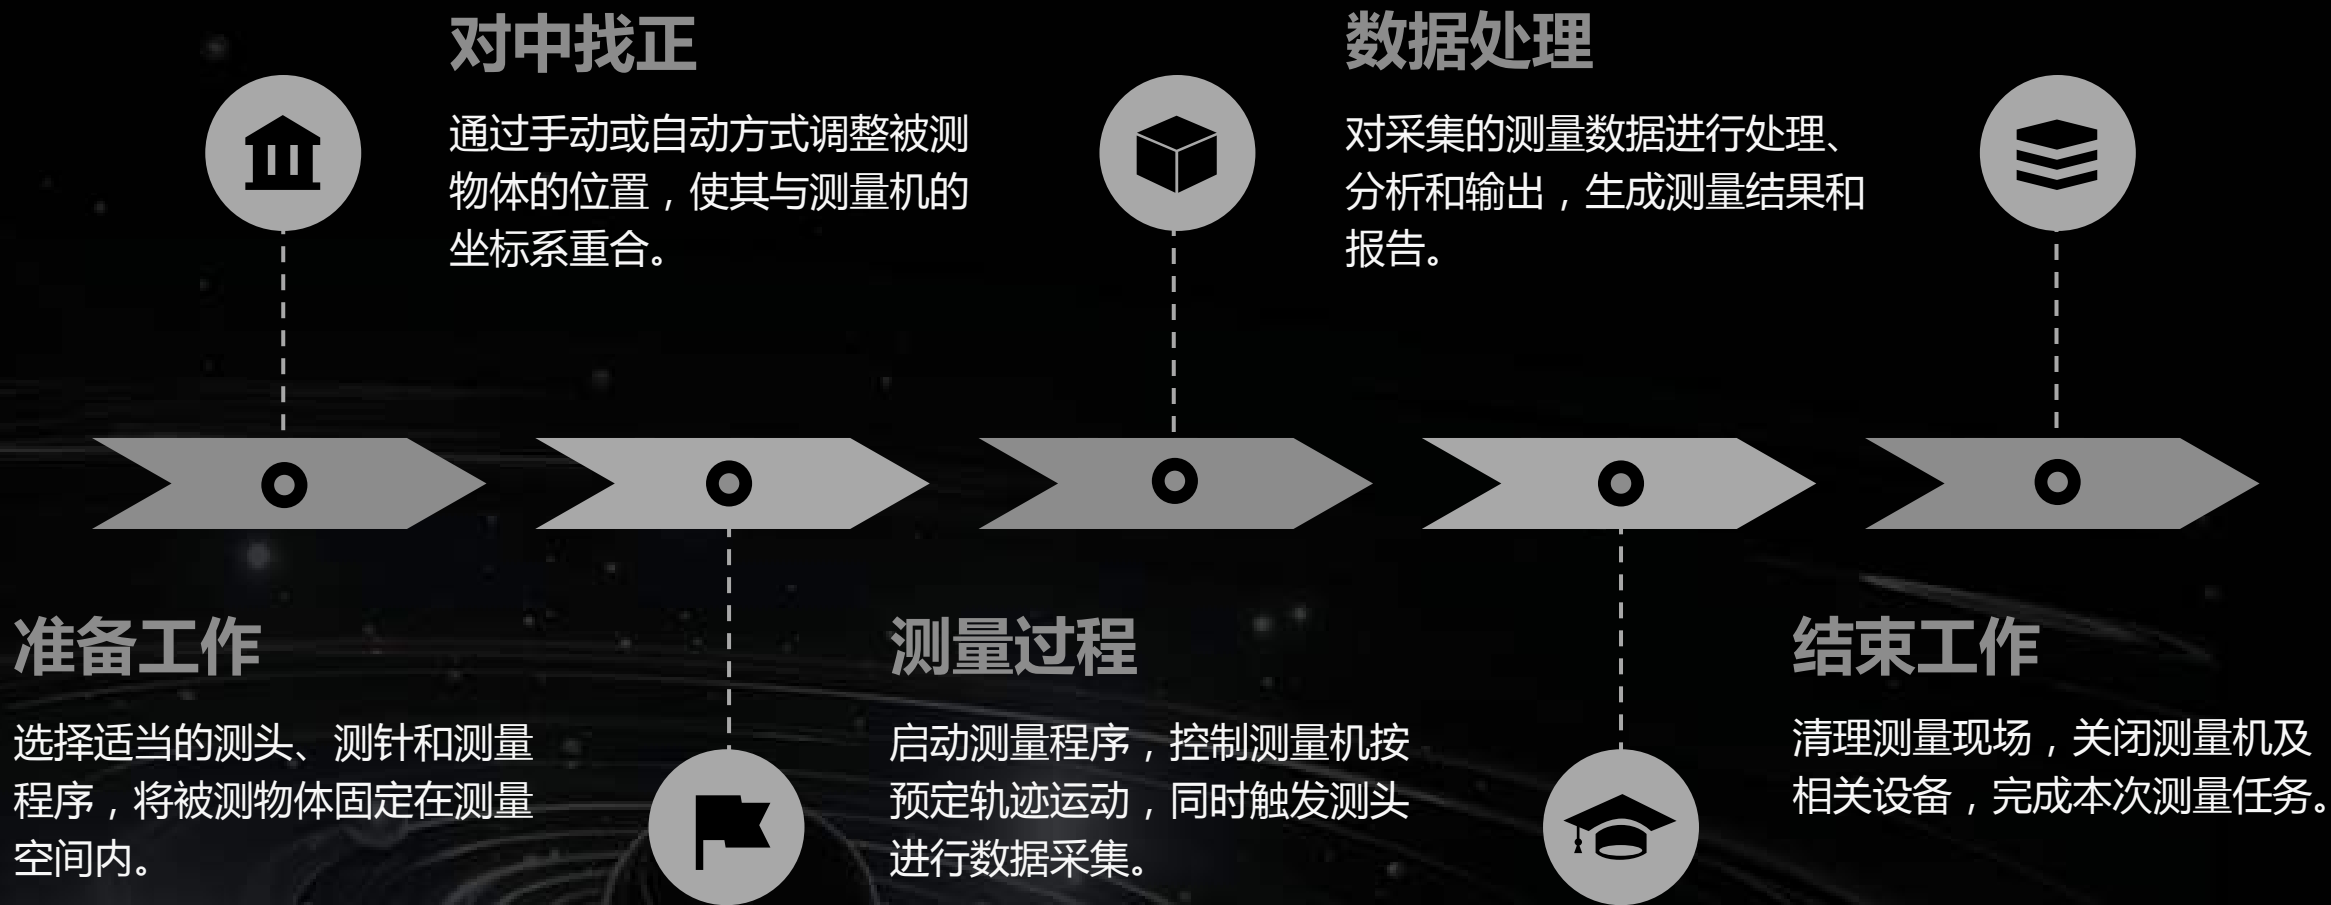 对中找正
通过手动或自动方式调整被测
物体的位置，使其与测量机的
坐标系重合。
数据处理
对采集的测量数据进行处理、
分析和输出，生成测量结果和
报告。
准备工作
选择适当的测头、测针和测量
程序，将被测物体固定在测量
空间内。
测量过程
启动测量程序，控制测量机按
预定轨迹运动，同时触发测头
进行数据采集。
结束工作
清理测量现场，关闭测量机及
相关设备，完成本次测量任务。